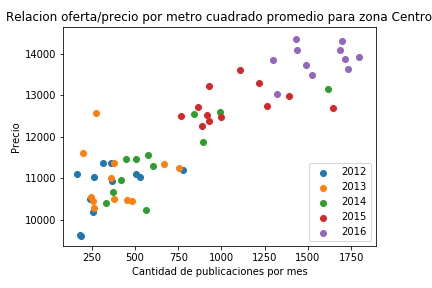 Relacion oferta/precio por metro cuadrado promedio para zona Centro
14000
13000
12000
11000
10000
Precio
250 500 750 1000 1250 1500 1750
Cantidad de publicaciones por mes
2012
2013
2014
2015
2016